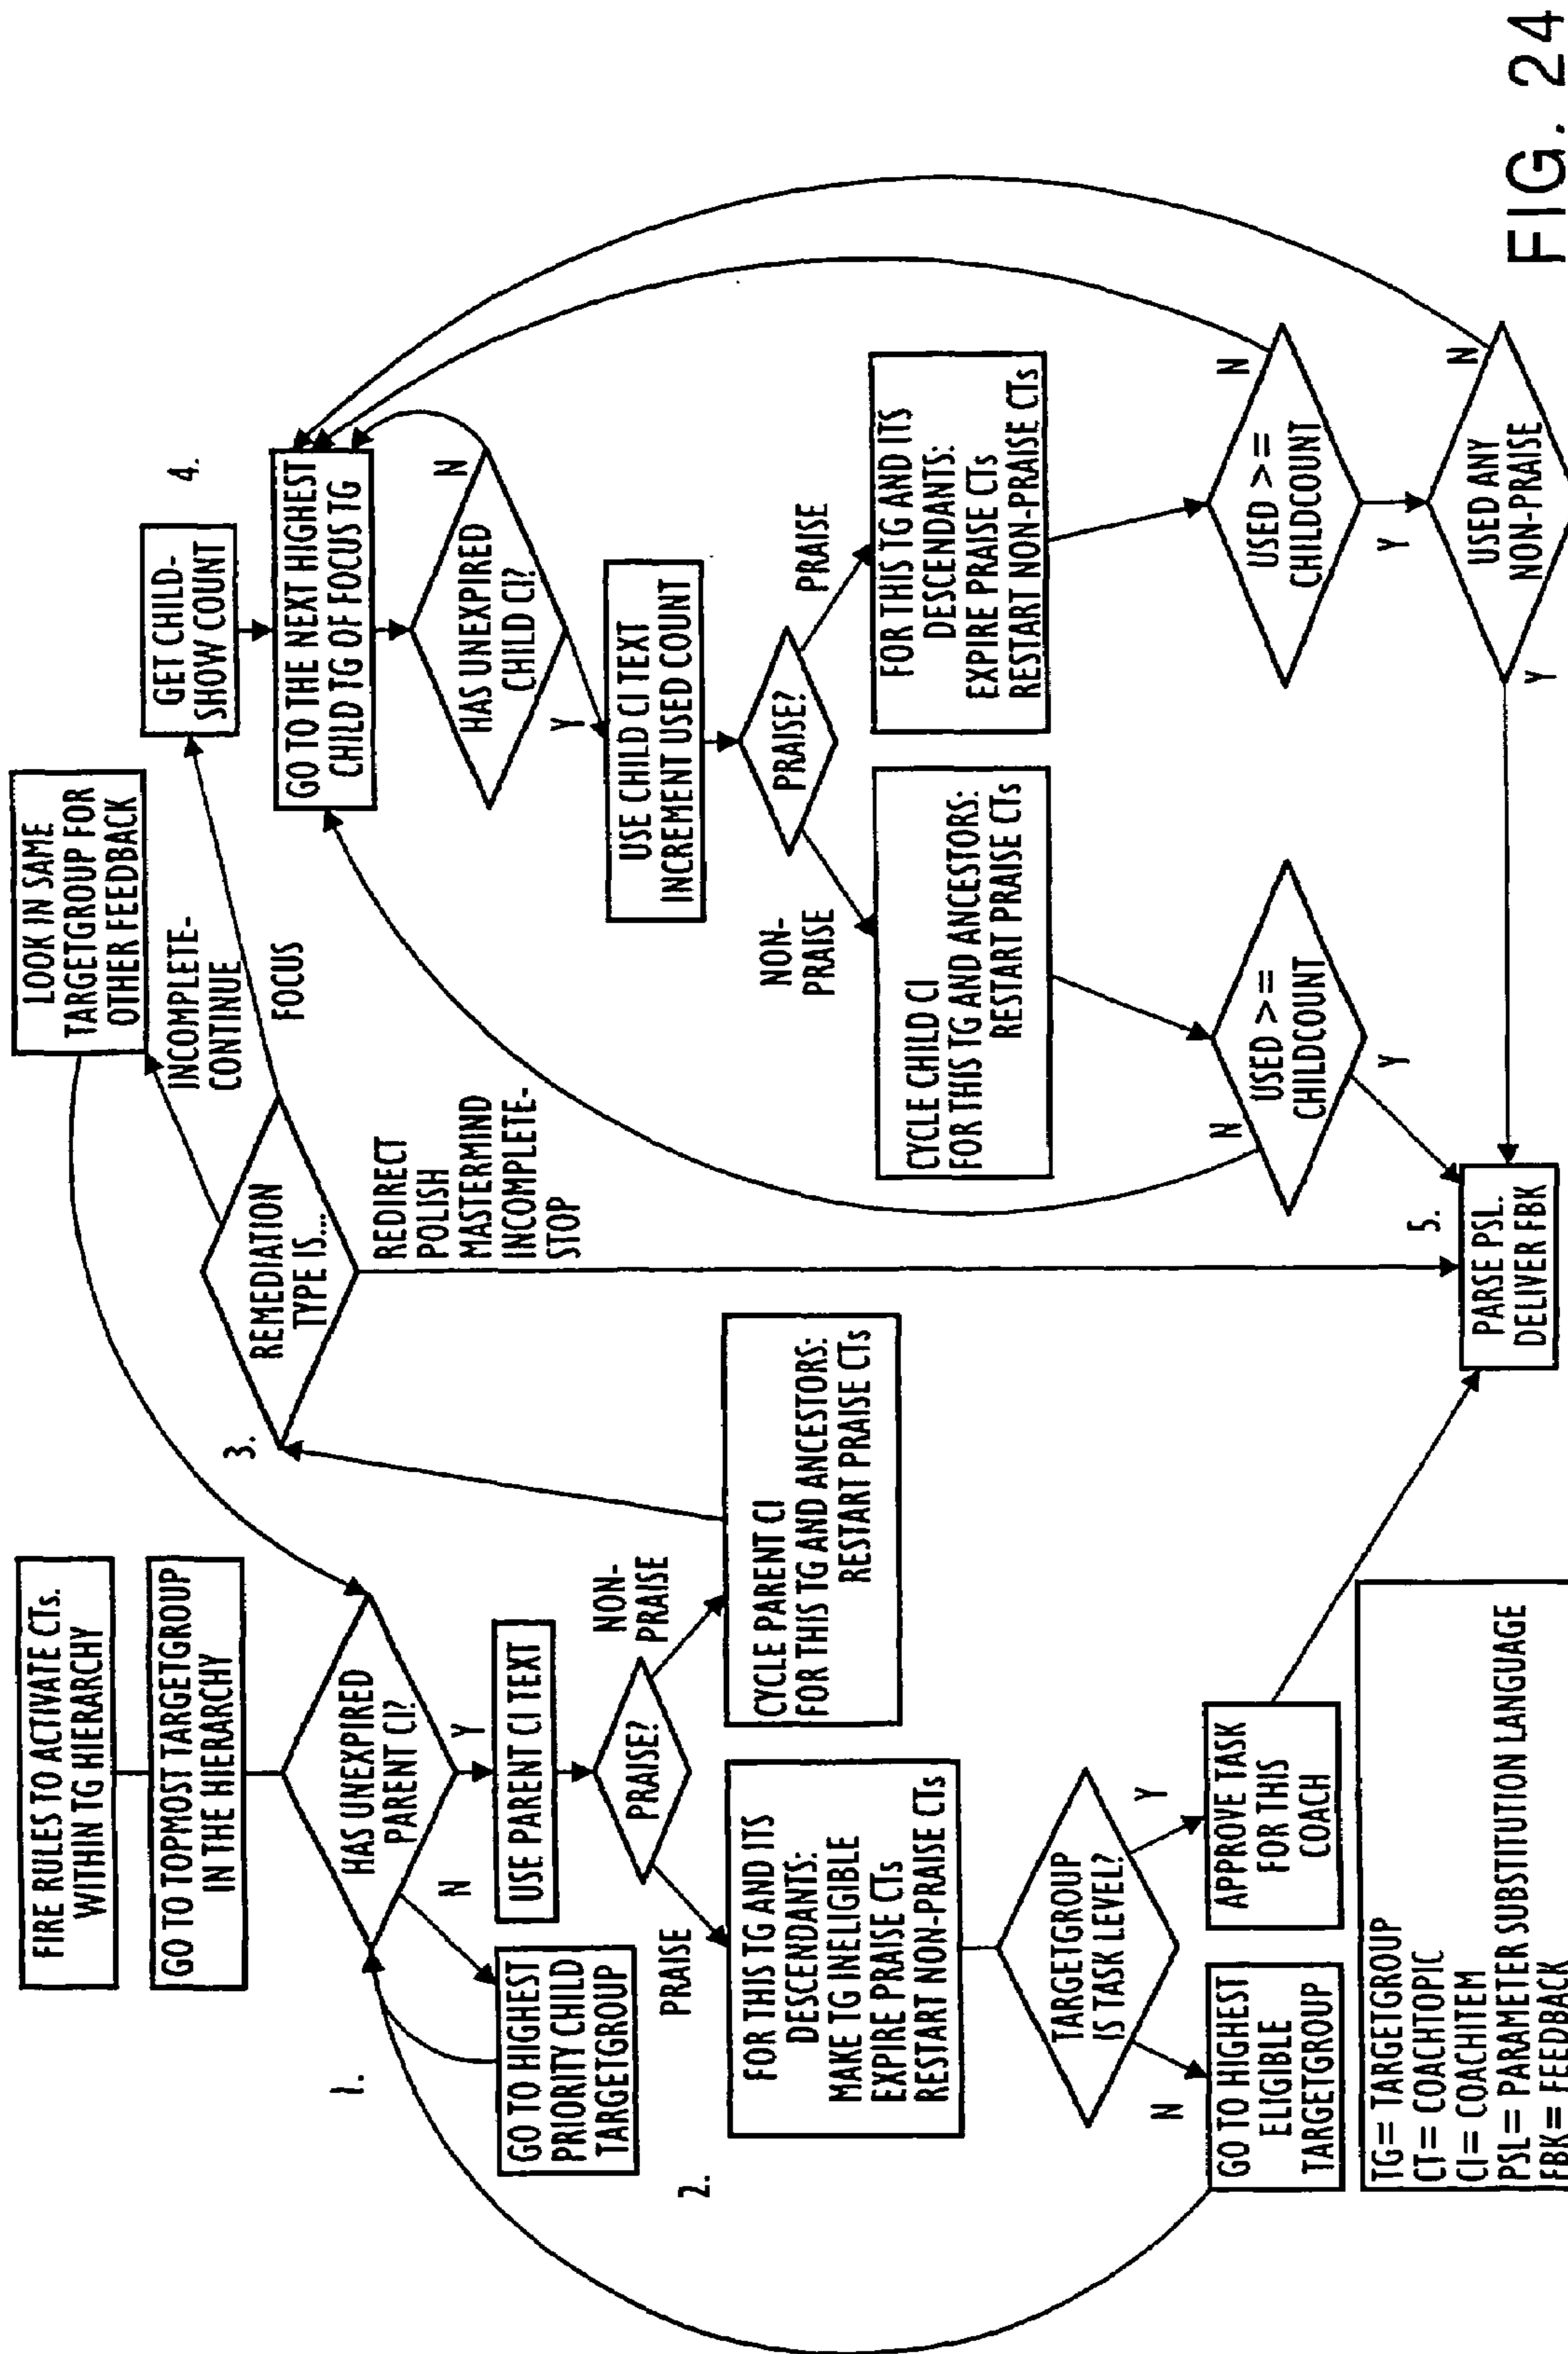 FIRE RULES TO ACTIVATE CTs.
WITHIN TG HIERARCHY
GO TO TOPMOST TARGETGROUP
IN THE HIERARCHY
1.
HAS UNEXPIRED
PARENT CI?
N
Y
GO TO HIGHEST
PRIORITY CHILD
TARGETGROUP
USE PARENT CI TEXT
2.
PRAISE?
PRAISE
NON-
PRAISE
FOR THIS TG AND ITS
DESCENDANTS:
MAKE TG INELIGIBLE
EXPIRE PRAISE CTs
RESTART NON-PRAISE CTs
CYCLE PARENT CI
FOR THIS TG AND ANCESTORS:
RESTART PRAISE CTs
TARGETGROUP
IS TASK LEVEL?
N
Y
GO TO HIGHEST
ELIGIBLE
TARGETGROUP
APPROVE TASK
FOR THIS
COACH
TG= TARGETGROUP
CT= COACHTOPIC
CI= COACHITEM
PSL= PARAMETER SUBSTITUTION LANGUAGE
FBK= FEEDBACK
3.
REMEDIATION
TYPE IS...
LOOK IN SAME
TARGETGROUP FOR
OTHER FEEDBACK
INCOMPLETE-
CONTINUE
FOCUS
REDIRECT
POLISH
MASTERMIND
INCOMPLETE-
STOP
4.
GET CHILD-
SHOW COUNT
GO TO THE NEXT HIGHEST
CHILD TG OF FOCUS TG
HAS UNEXPIRED
CHILD CI?
N
Y
USE CHILD CI TEXT
INCREMENT USED COUNT
PRAISE?
NON-
PRAISE
PRAISE
CYCLE CHILD CI
FOR THIS TG AND ANCESTORS:
RESTART PRAISE CTs
FOR THIS TG AND ITS
DESCENDANTS:
EXPIRE PRAISE CTs
RESTART NON-PRAISE CTs
USED >=
CHILDCOUNT
N
Y
USED >=
CHILDCOUNT
N
Y
USED ANY
NON-PRAISE
N
Y
5.
PARSE PSL.
DELIVER FBK
FIG. 24